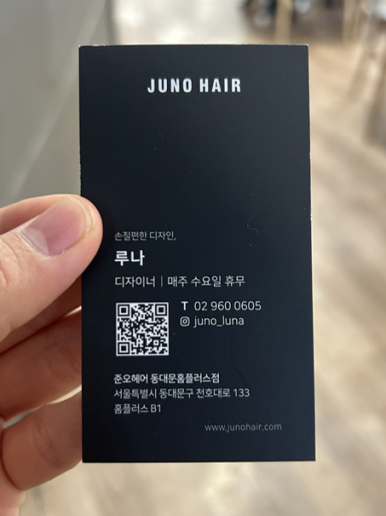 JUNO HAIR
손질편한 디자인,
루나
디자이너 | 매주 수요일 휴무
T 02 960 0605
juno_luna
준오헤어 동대문홈플러스점
서울특별시 동대문구 천호대로 133
홈플러스 B1
www.junohair.com